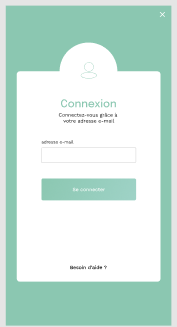 Connexion
Connectez-vous grâce à
votre adresse e-mail
adresse e-mail
Se connecter
Besoin d'aide ?